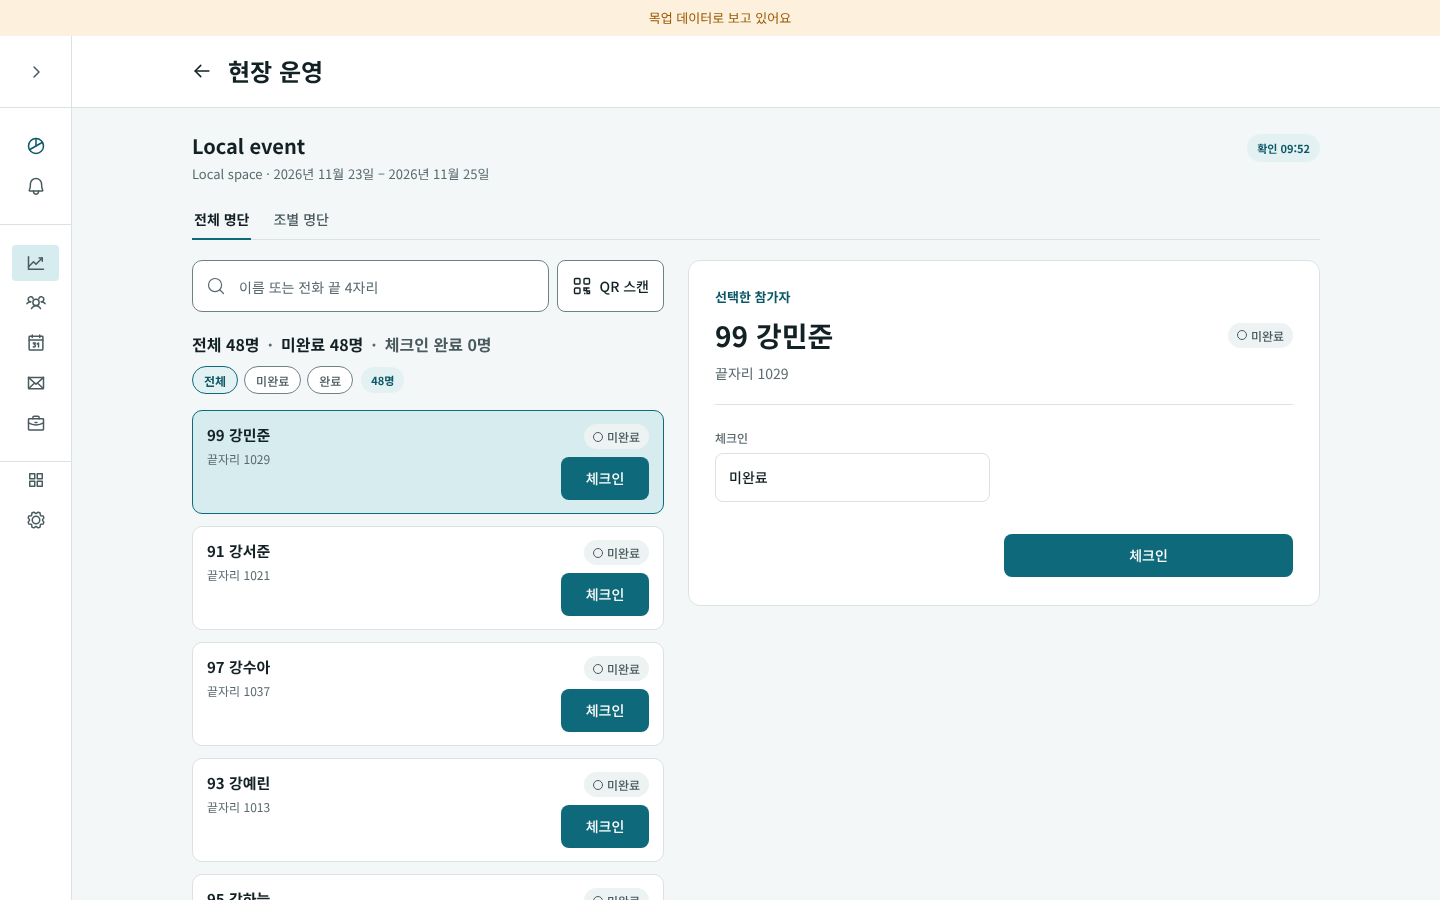 목업 데이터로 보고 있어요
현장 운영
Local event
확인 09:52
Local space · 2026년 11월 23일 – 2026년 11월 25일
전체 명단
조별 명단
이름 또는 전화 끝 4자리
QR 스캔
전체 48명 · 미완료 48명 · 체크인 완료 0명
전체
미완료
완료
48명
99 강민준
미완료
끝자리 1029
체크인
91 강서준
미완료
끝자리 1021
체크인
97 강수아
미완료
끝자리 1037
체크인
93 강예린
미완료
끝자리 1013
체크인
선택한 참가자
99 강민준
미완료
끝자리 1029
체크인
미완료
체크인